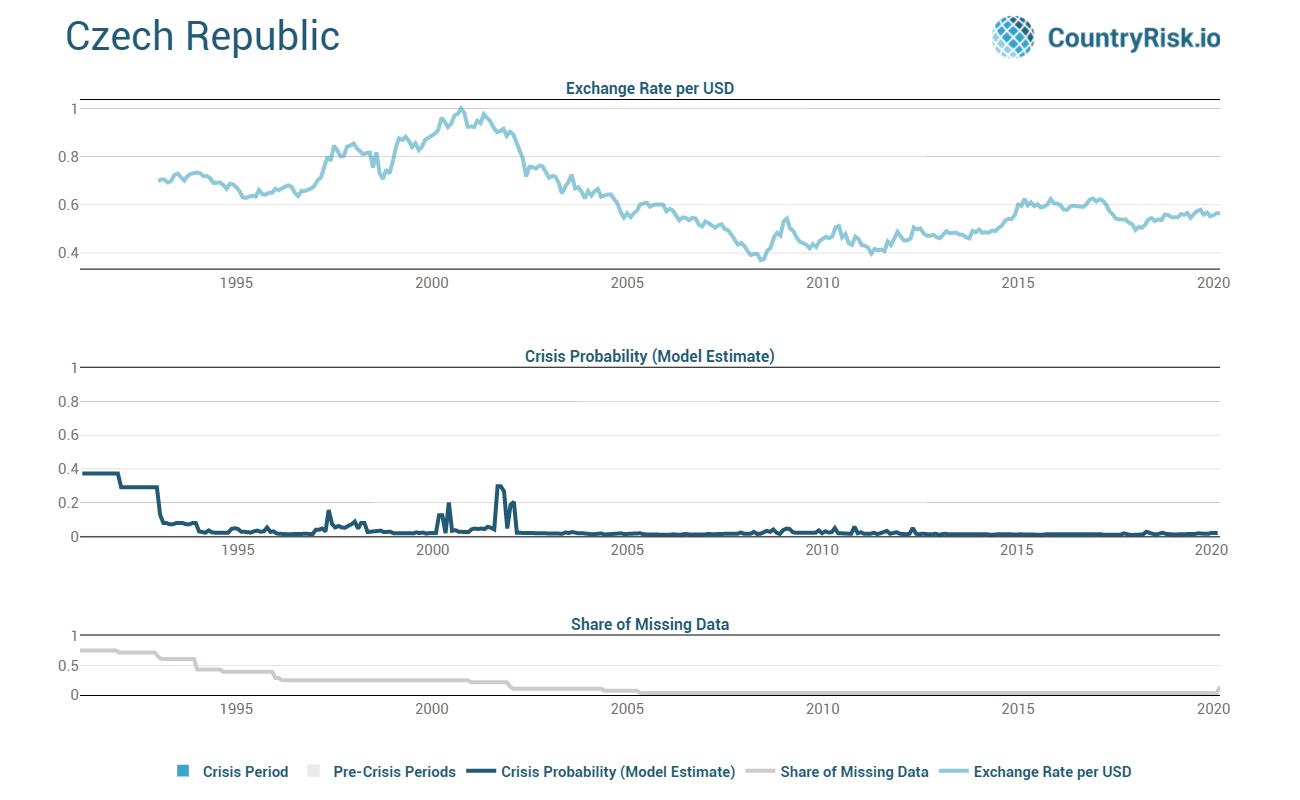 Czech Republic
CountryRisk.io
Exchange Rate per USD
1
0.8
0.6
0.4
1995 2000 2005 2010 2015 2020
Crisis Probability (Model Estimate)
1
0.8
0.6
0.4
0.2
0
1995 2000 2005 2010 2015 2020
Share of Missing Data
1
0.5
0
1995 2000 2005 2010 2015 2020
Crisis Period Pre-Crisis Periods Crisis Probability (Model Estimate) Share of Missing Data Exchange Rate per USD